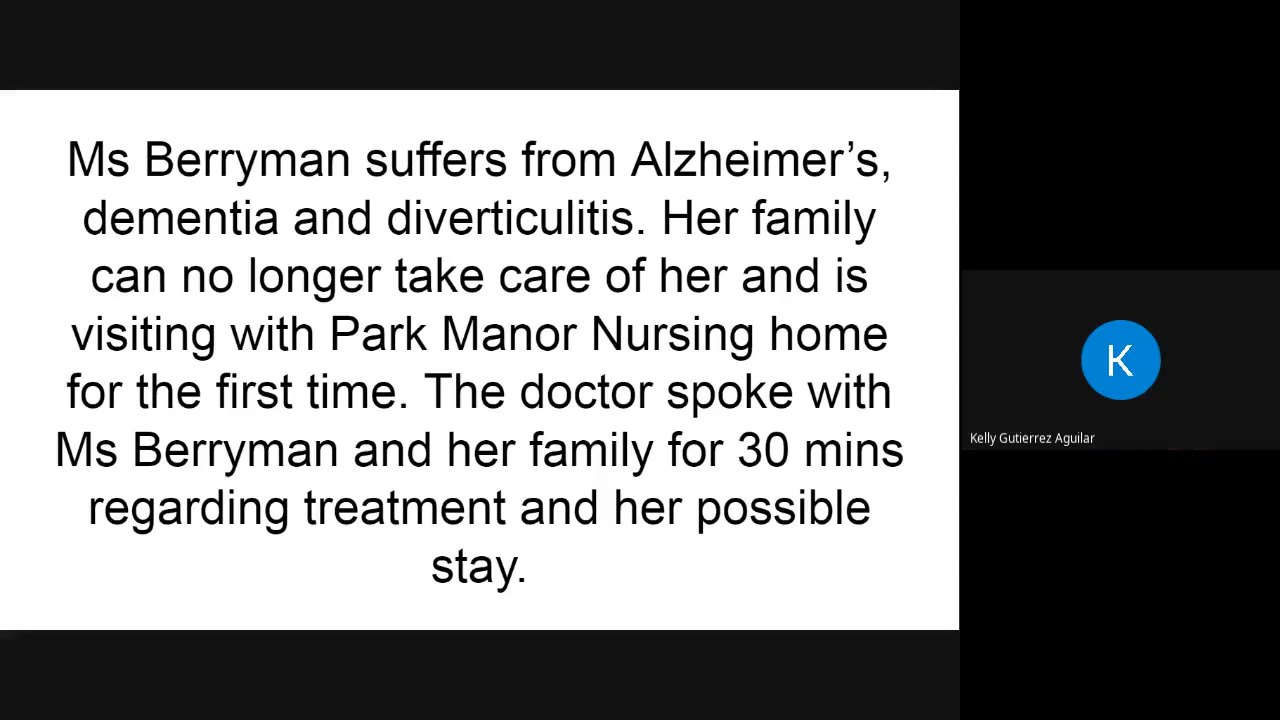 Ms Berryman suffers from Alzheimer’s,
dementia and diverticulitis. Her family
can no longer take care of her and is
visiting with Park Manor Nursing home
for the first time. The doctor spoke with
Ms Berryman and her family for 30 mins
regarding treatment and her possible
stay.
K
Kelly Gutierrez Aguilar